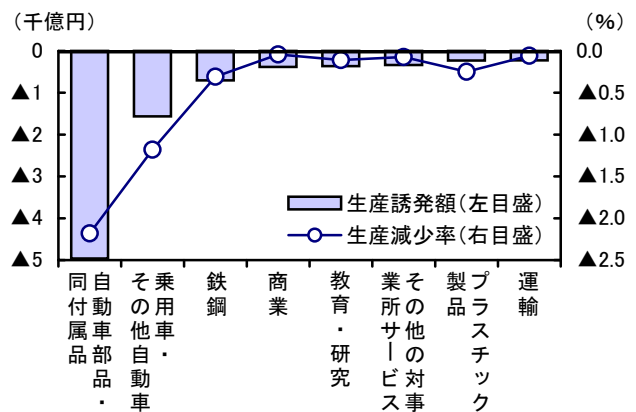 （千億円）
（%）
0
▲1
▲2
▲3
▲4
▲5
0.0
▲0.5
▲1.0
▲1.5
▲2.0
▲2.5
生産誘発額（左目盛）
生産減少率（右目盛）
自動車部品・
同付属品
乗用車・
その他自動車
鉄鋼
商業
教育・研究
その他の対事
業所サービス
プラスチック
製品
運輸